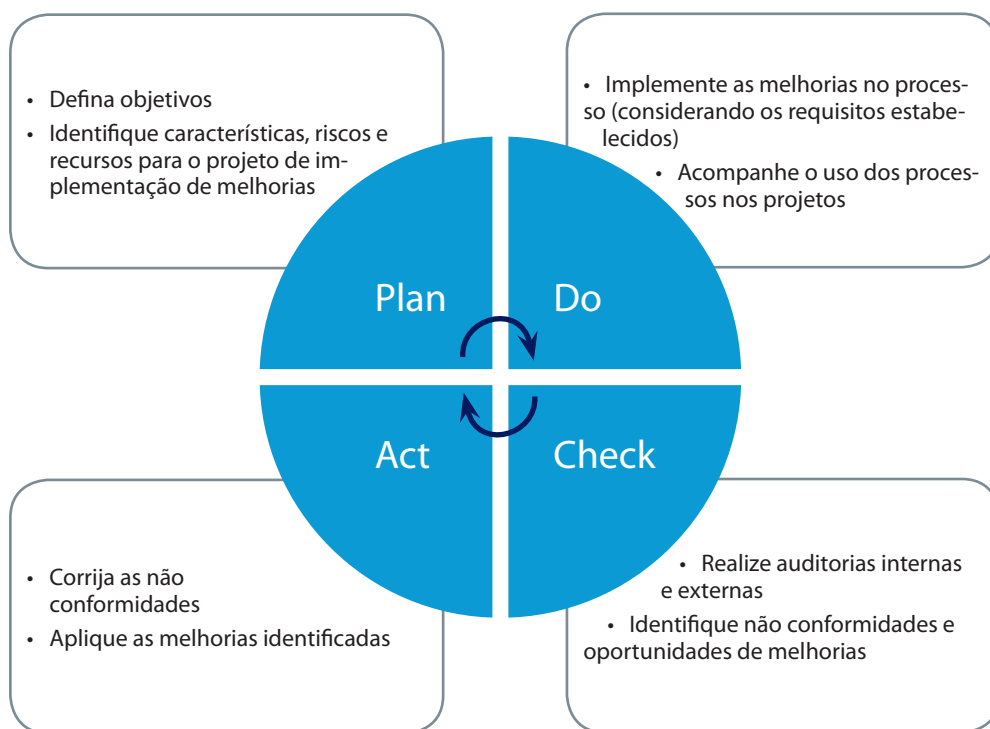 • Defina objetivos
• Identifique características, riscos e
recursos para o projeto de im-
plementação de melhorias
• Implemente as melhorias no proces-
so (considerando os requisitos estabe-
lecidos)
• Acompanhe o uso dos proces-
sos nos projetos
Plan
Do
Act
Check
• Corrija as não
conformidades
• Aplique as melhorias identificadas
• Realize auditorias internas
e externas
• Identifique não conformidades e
oportunidades de melhorias